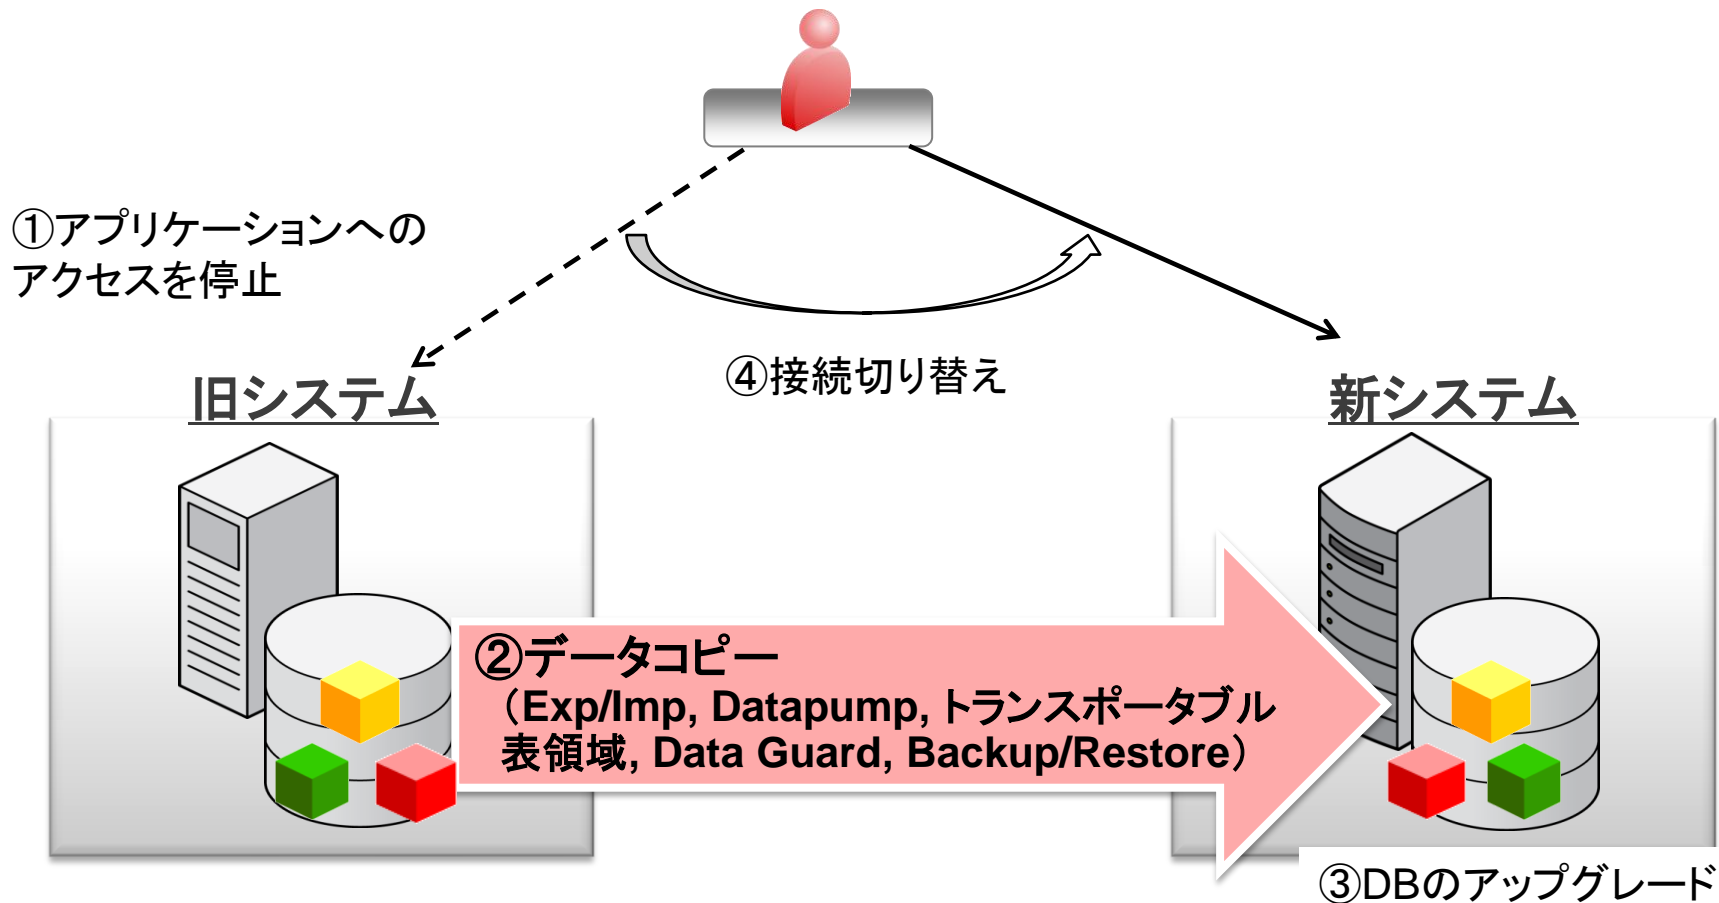 ①アプリケーションへの
アクセスを停止
④接続切り替え
旧システム
新システム
②データコピー
（Exp/Imp, Datapump, トランスポータブル
表領域, Data Guard, Backup/Restore）
③DBのアップグレード